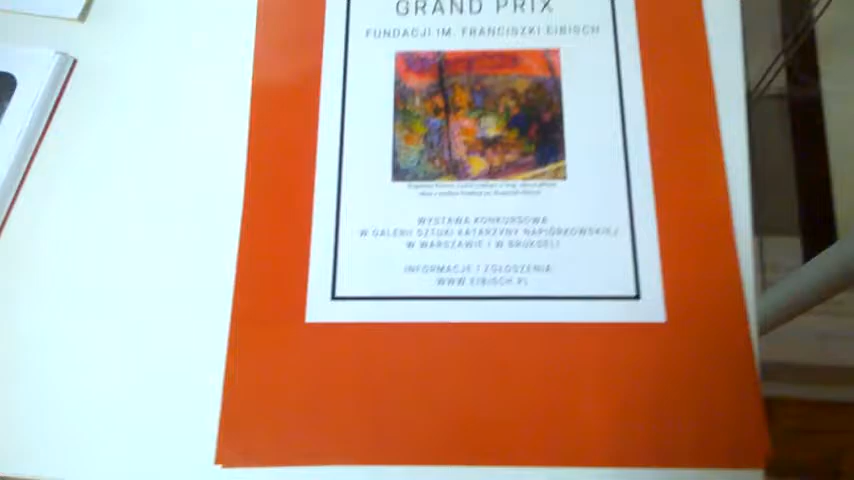 GRAND PRIX
FUNDACJI IM. FRANCISZKI EIBISCH
WYSTAWA KONKURSOWA
W GALERII SZTUKI KATARZYNY NAPIÓRKOWSKIEJ
W WARSZAWIE I W BRUKSELI
INFORMACJE I ZGŁOSZENIA:
WWW.EIBISCH.PL